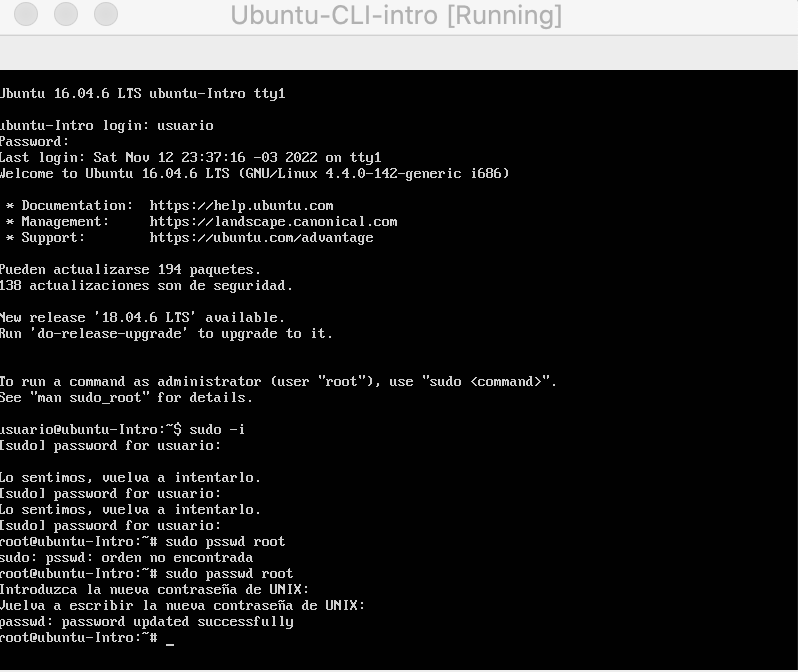 Ubuntu-CLI-intro [Running]
Ubuntu 16.04.6 LTS ubuntu-Intro tty1
ubuntu-Intro login: usuario
Password:
Last login: Sat Nov 12 23:37:16 -03 2022 on tty1
Welcome to Ubuntu 16.04.6 LTS (GNU/Linux 4.4.0-142-generic i686)
* Documentation:  https://help.ubuntu.com
* Management:     https://landscape.canonical.com
* Support:        https://ubuntu.com/advantage
Pueden actualizarse 194 paquetes.
138 actualizaciones son de seguridad.
New release '18.04.6 LTS' available.
Run 'do-release-upgrade' to upgrade to it.
To run a command as administrator (user "root"), use "sudo <command>".
See "man sudo_root" for details.
usuario@ubuntu-Intro:~$ sudo -i
[sudo] password for usuario:
Lo sentimos, vuelva a intentarlo.
[sudo] password for usuario:
Lo sentimos, vuelva a intentarlo.
[sudo] password for usuario:
root@ubuntu-Intro:~# sudo psswd root
sudo: psswd: orden no encontrada
root@ubuntu-Intro:~# sudo passwd root
Introduzca la nueva contraseña de UNIX:
Vuelva a escribir la nueva contraseña de UNIX:
passwd: password updated successfully
root@ubuntu-Intro:~# _